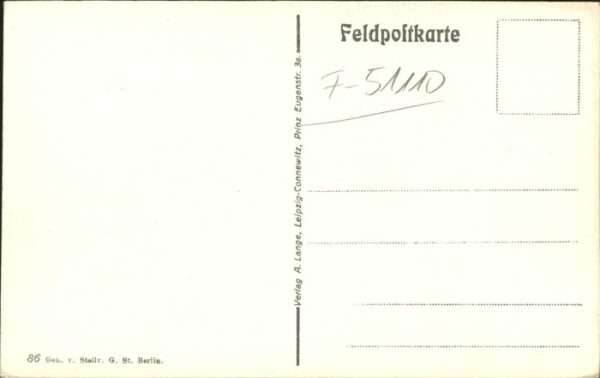 Feldpostkarte
F-51110
Verlag A. Lange, Leipzig-Connewitz, Prinz Eugenstr. 3a.
86 Gen. v. Stellv. G. St. Berlin.